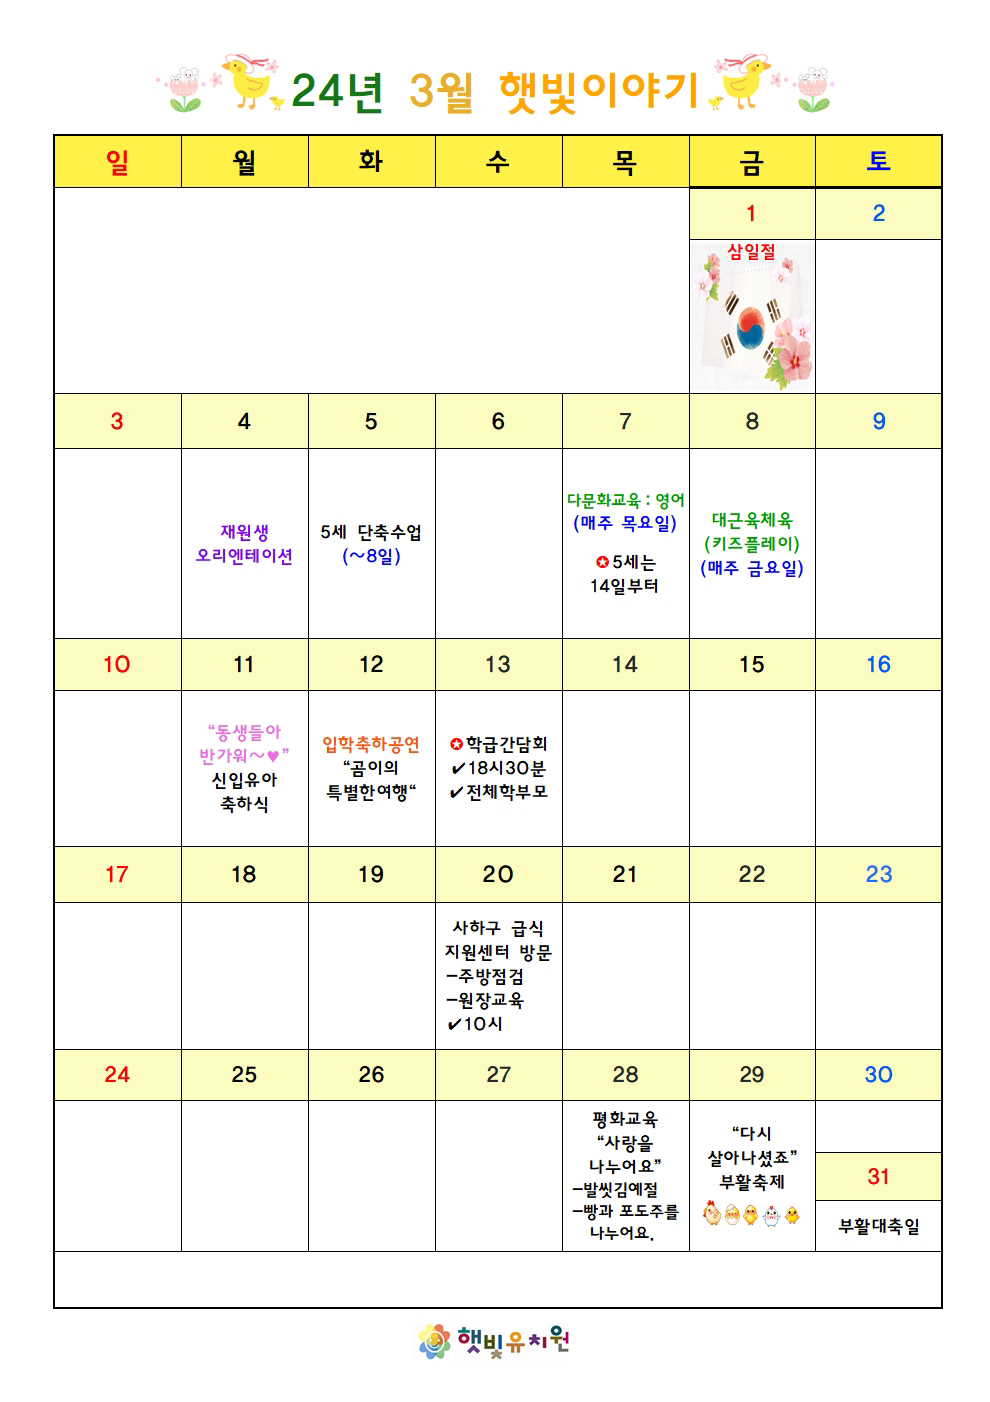 24년 3월 햇빛이야기
일 월 화 수 목 금 토
1 2
삼일절
3 4 5 6 7 8 9
재원생
오리엔테이션
5세 단축수업
(~8일)
다문화교육 : 영어
(매주 목요일)
✪5세는
14일부터
대근육체육
(키즈플레이)
(매주 금요일)
10 11 12 13 14 15 16
“동생들아
반가워~♥”
신입유아
축하식
입학축하공연
“곰이의
특별한여행“
✪학급간담회
✔18시30분
✔전체학부모
17 18 19 20 21 22 23
사하구 급식
지원센터 방문
-주방점검
-원장교육
✔10시
24 25 26 27 28 29 30
평화교육
“사랑을
나누어요”
-발씻김예절
-빵과 포도주를
나누어요.
“다시
살아나셨죠”
부활축제
31
부활대축일
햇빛유치원